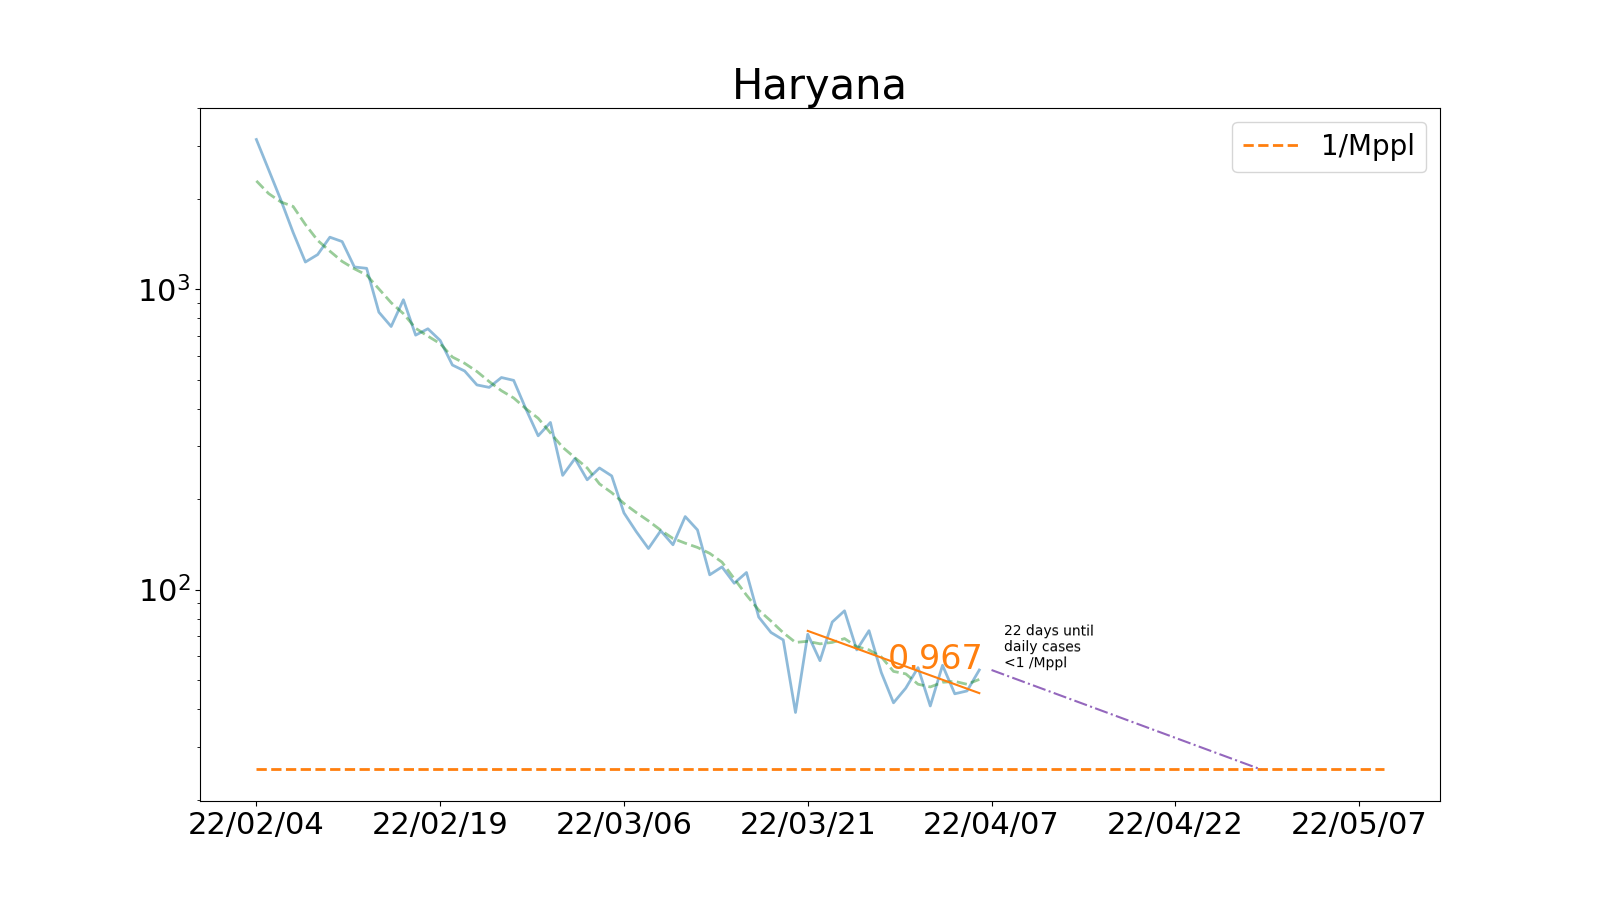 Haryana
1/Mppl
10³
10²
0.967
22 days until
daily cases
<1 /Mppl
22/02/04 22/02/19 22/03/06 22/03/21 22/04/07 22/04/22 22/05/07